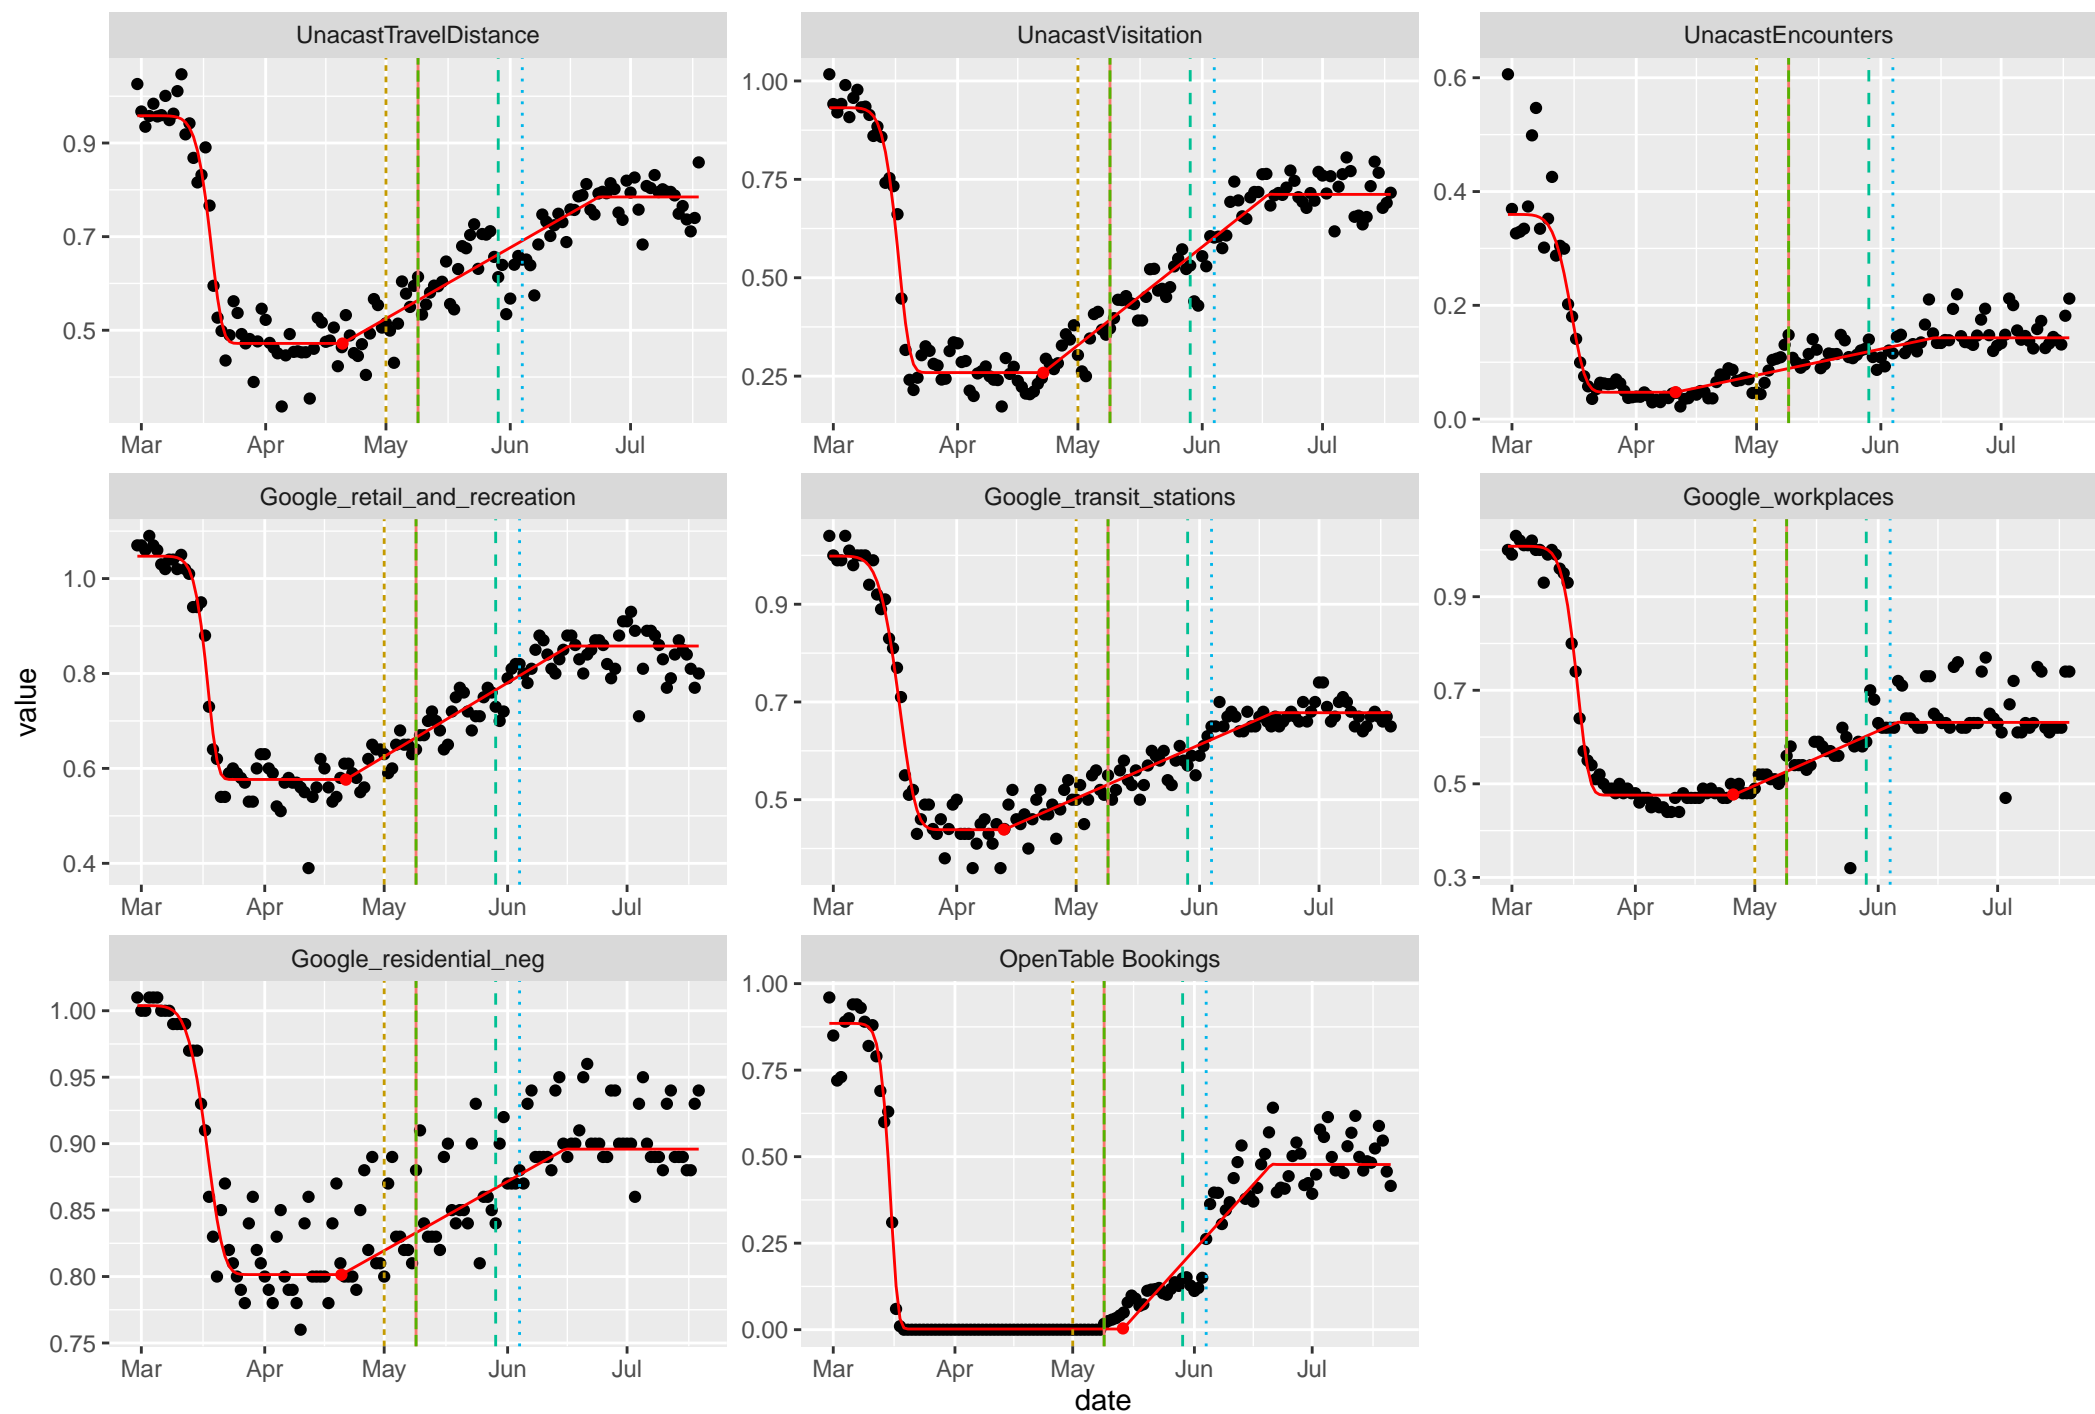 UnacastTravelDistance
UnacastVisitation
UnacastEncounters
0.9
0.7
0.5
Mar Apr May Jun Jul
1.00
0.75
0.50
0.25
Mar Apr May Jun Jul
0.6
0.4
0.2
0.0
Mar Apr May Jun Jul
value
Google_retail_and_recreation
Google_transit_stations
Google_workplaces
1.0
0.8
0.6
0.4
Mar Apr May Jun Jul
0.9
0.7
0.5
Mar Apr May Jun Jul
0.9
0.7
0.5
0.3
Mar Apr May Jun Jul
Google_residential_neg
OpenTable Bookings
1.00
0.95
0.90
0.85
0.80
0.75
Mar Apr May Jun Jul
1.00
0.75
0.50
0.25
0.00
Mar Apr May Jun Jul
date